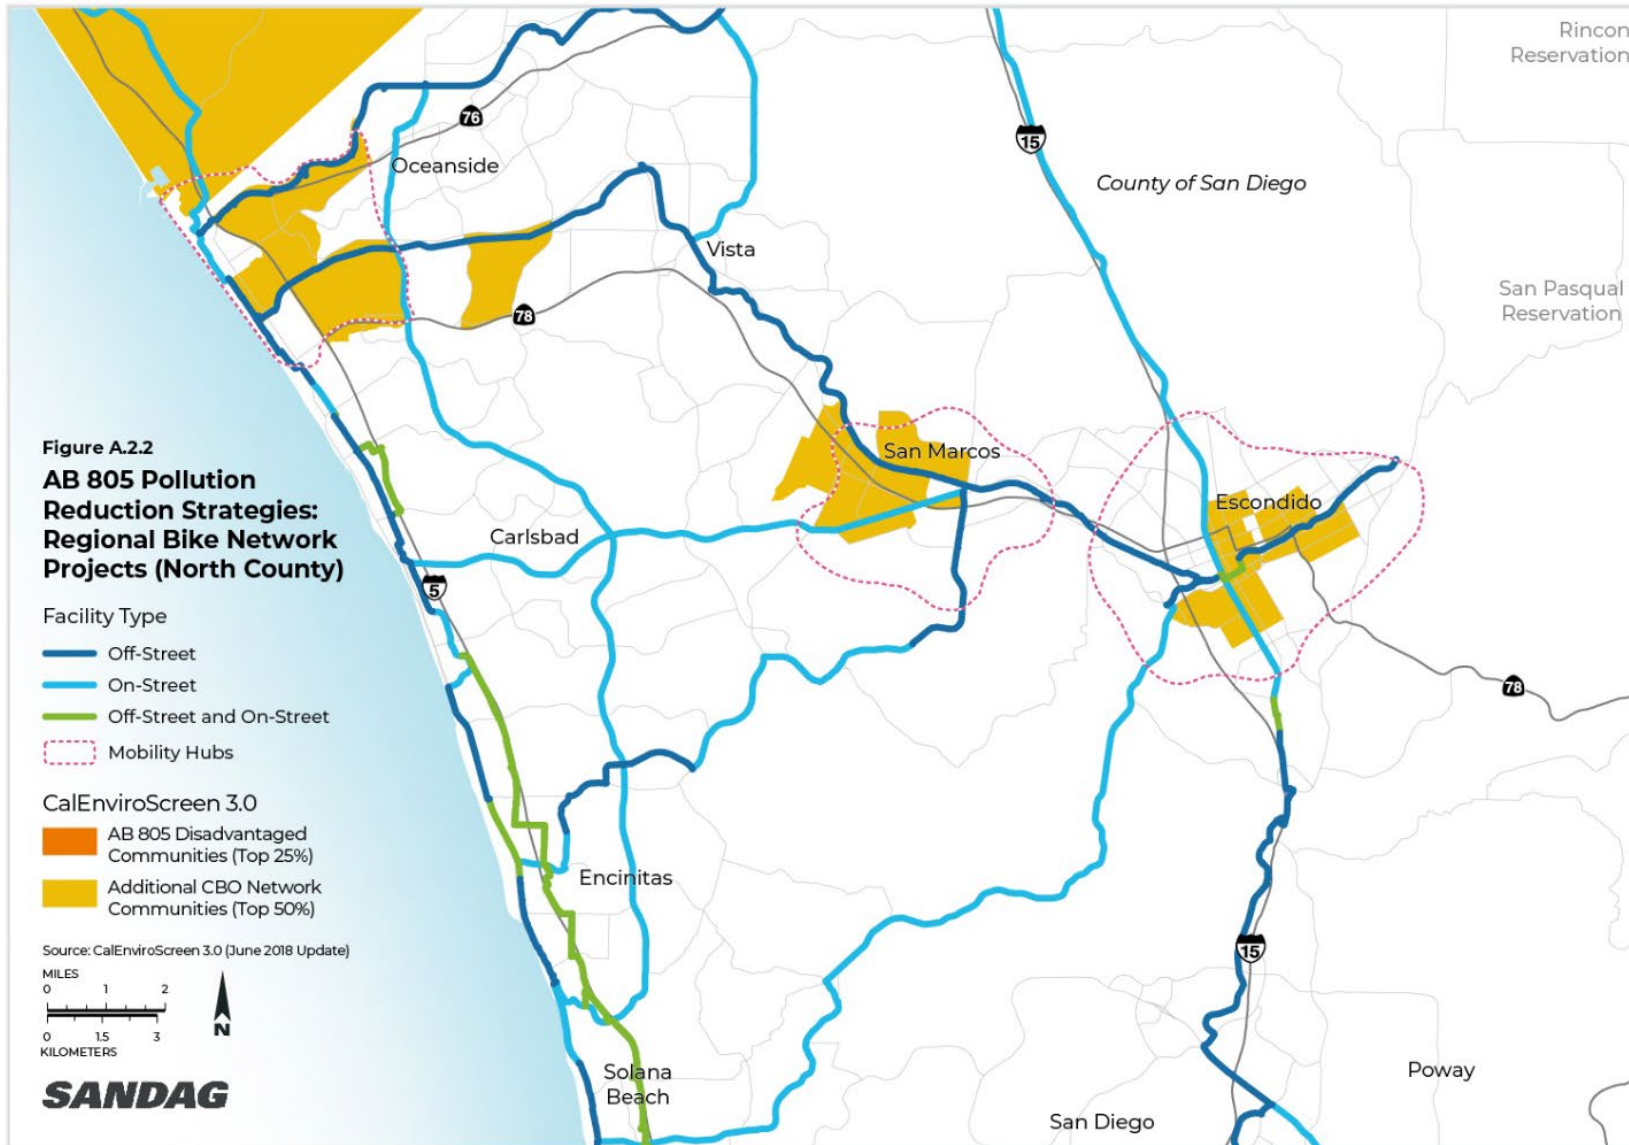 Rincon
Reservation
76
15
Oceanside
County of San Diego
Vista
San Pasqual
Reservation
78
Figure A.2.2
AB 805 Pollution
Reduction Strategies:
Regional Bike Network
Projects (North County)
San Marcos
Escondido
Carlsbad
5
Facility Type
Off-Street
On-Street
Off-Street and On-Street
Mobility Hubs
78
CalEnviroScreen 3.0
AB 805 Disadvantaged
Communities (Top 25%)
Additional CBO Network
Communities (Top 50%)
Encinitas
Source: CalEnviroScreen 3.0 (June 2018 Update)
MILES
0 1 2
0 1.5 3
KILOMETERS
N
15
SANDAG
Solana
Beach
Poway
San Diego